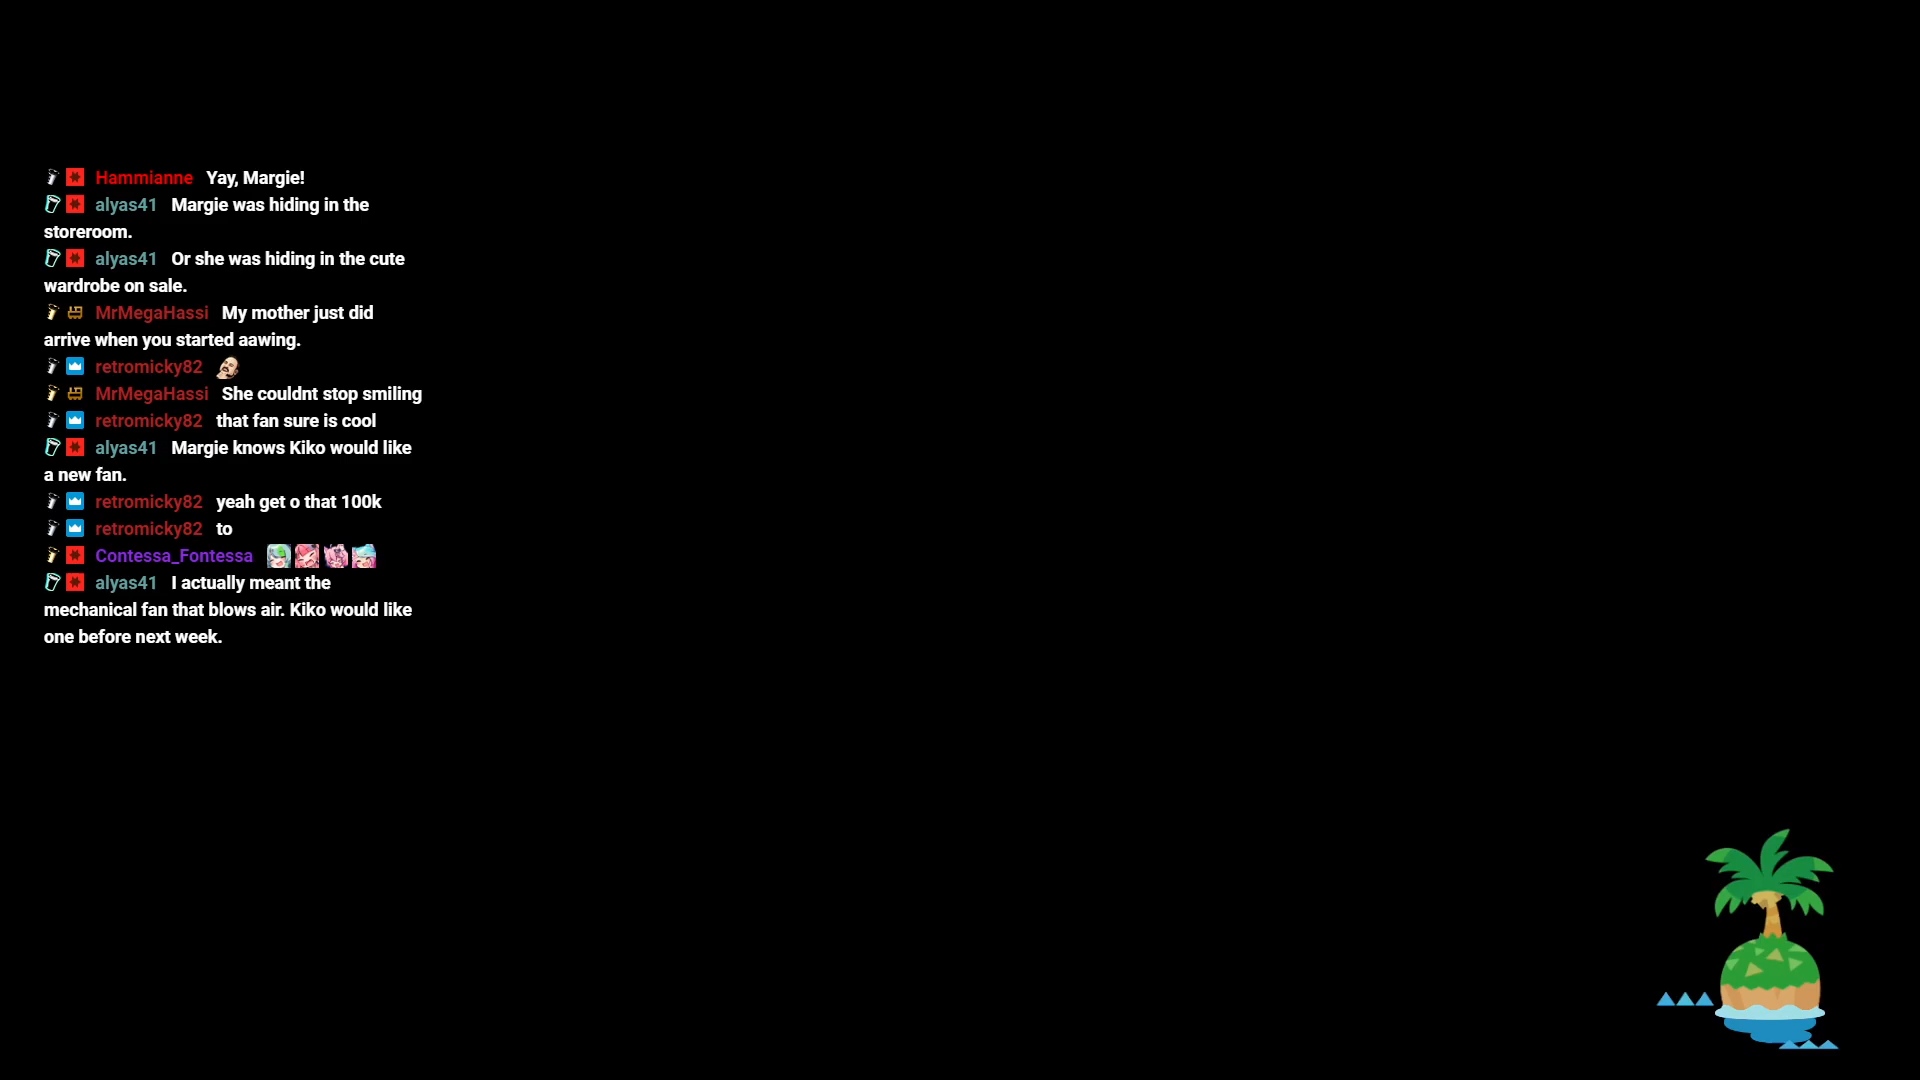 Hammianne Yay, Margie!
alyas41 Margie was hiding in the
storeroom.
alyas41 Or she was hiding in the cute
wardrobe on sale.
MrMegaHassi My mother just did
arrive when you started aawing.
retromicky82
MrMegaHassi She couldnt stop smiling
retromicky82 that fan sure is cool
alyas41 Margie knows Kiko would like
a new fan.
retromicky82 yeah get o that 100k
retromicky82 to
Contessa_Fontessa
alyas41 I actually meant the
mechanical fan that blows air. Kiko would like
one before next week.